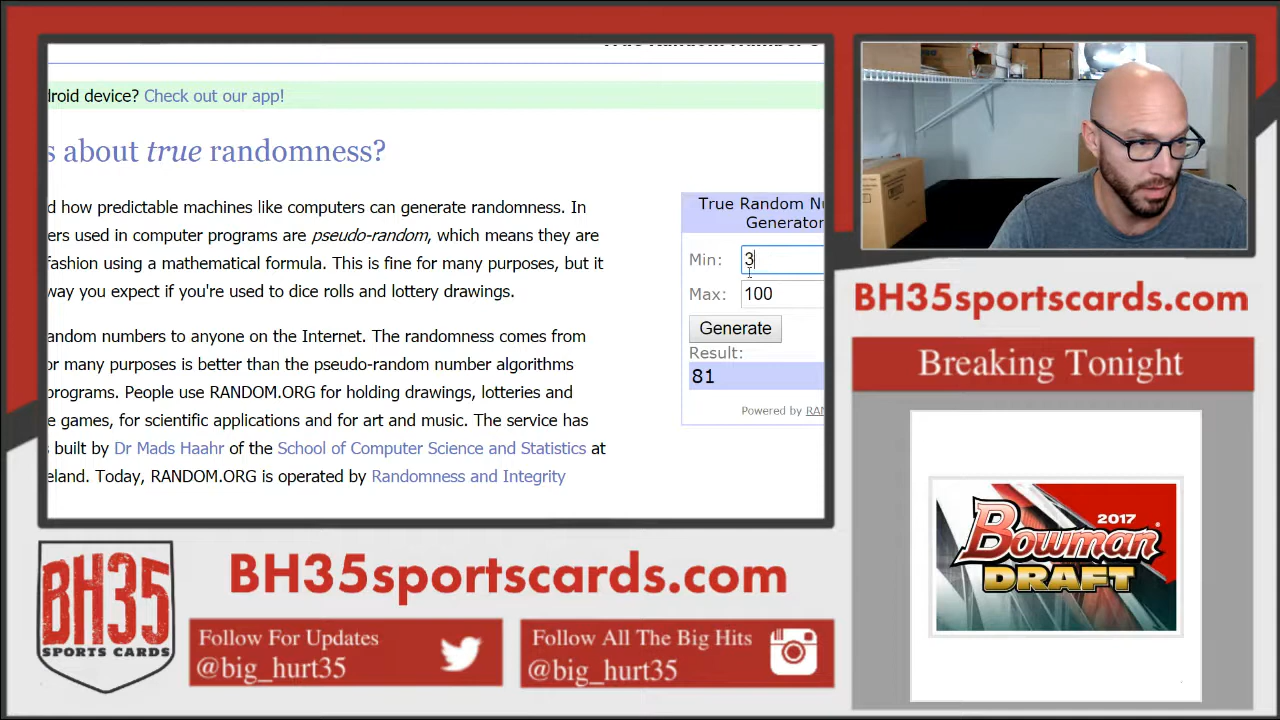 droid device? Check out our app!
s about true randomness?
d how predictable machines like computers can generate randomness. In
ers used in computer programs are pseudo-random, which means they are
fashion using a mathematical formula. This is fine for many purposes, but it
way you expect if you're used to dice rolls and lottery drawings.
andom numbers to anyone on the Internet. The randomness comes from
or many purposes is better than the pseudo-random number algorithms
programs. People use RANDOM.ORG for holding drawings, lotteries and
e games, for scientific applications and for art and music. The service has
s built by Dr Mads Haahr of the School of Computer Science and Statistics at
eland. Today, RANDOM.ORG is operated by Randomness and Integrity
True Random Nu
Generator
Min: 3
Max: 100
Generate
Result:
81
Powered by RAN
BH35sportscards.com
Breaking Tonight
2017
Bowman
DRAFT
BH35
SPORTS CARDS
BH35sportscards.com
Follow For Updates
@big_hurt35
Follow All The Big Hits
@big_hurt35